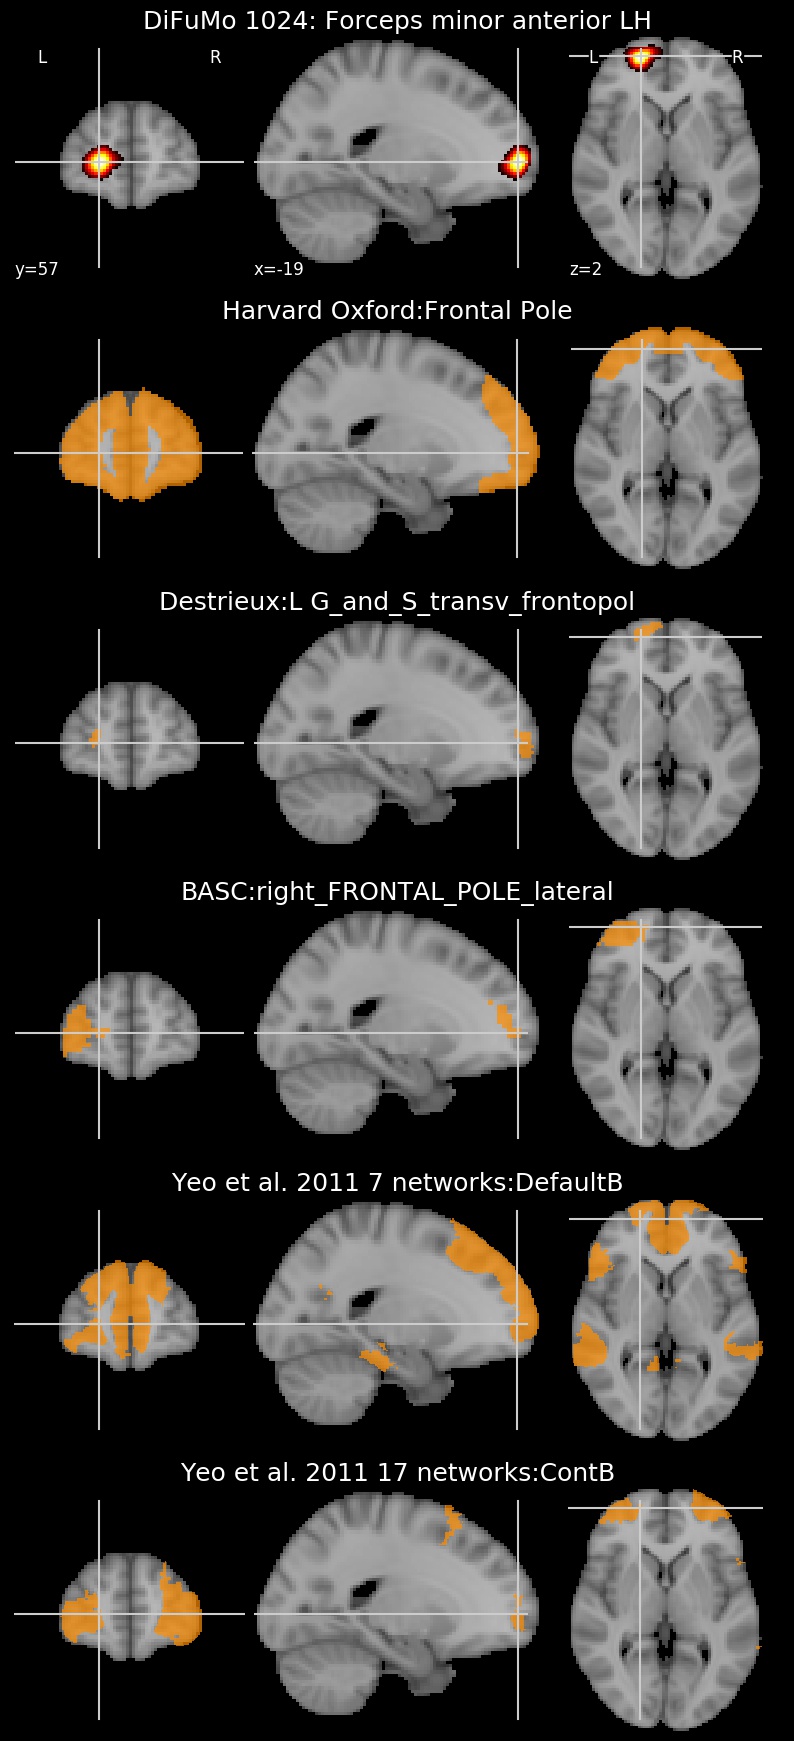 DiFuMo 1024: Forceps minor anterior LH
L R L R
y=57 x=-19 z=2
Harvard Oxford:Frontal Pole
Destrieux:L G_and_S_transv_frontopol
BASC:right_FRONTAL_POLE_lateral
Yeo et al. 2011 7 networks:DefaultB
Yeo et al. 2011 17 networks:ContB